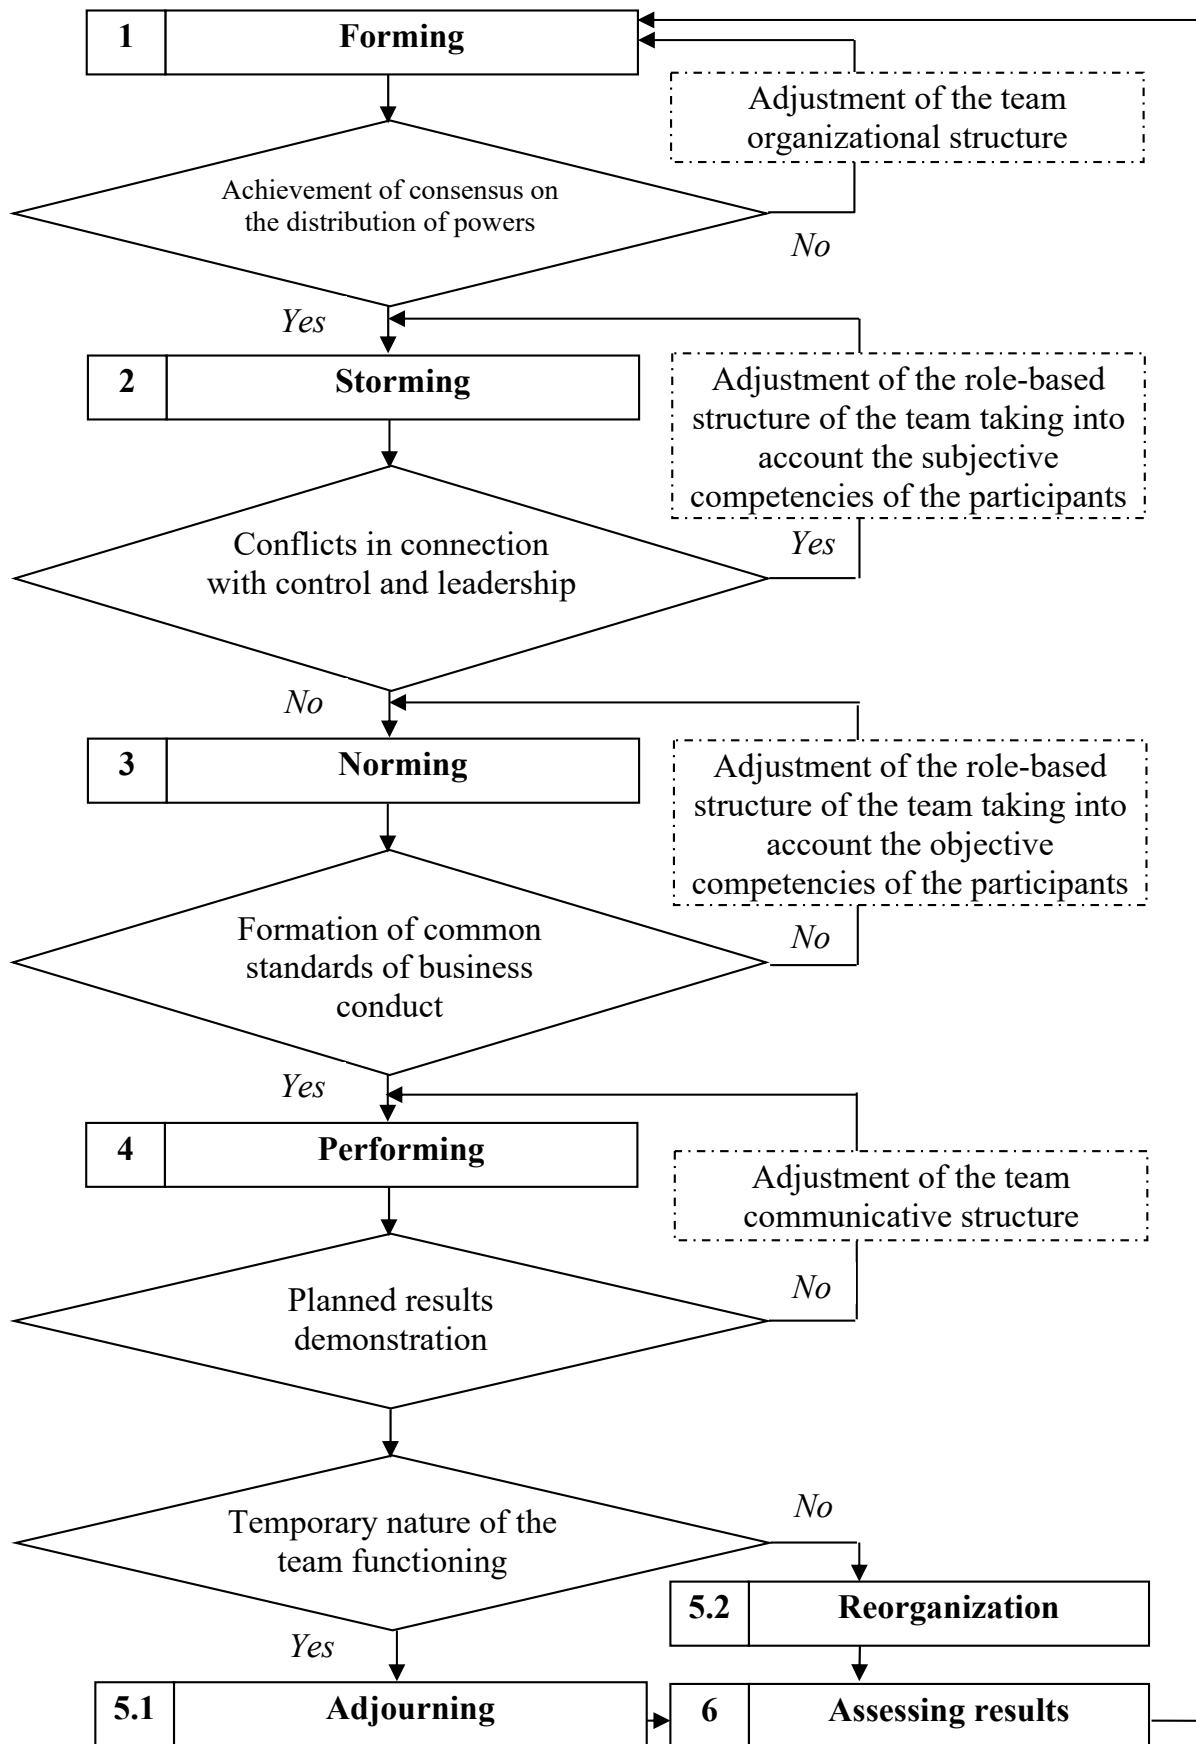 1 Forming
Adjustment of the team
organizational structure
Achievement of consensus on
the distribution of powers
No
Yes
2 Storming
Adjustment of the role-based
structure of the team taking into
account the subjective
competencies of the participants
Conflicts in connection
with control and leadership
Yes
No
3 Norming
Adjustment of the role-based
structure of the team taking into
account the objective
competencies of the participants
Formation of common
standards of business
conduct
No
Yes
4 Performing
Adjustment of the team
communicative structure
Planned results
demonstration
No
Temporary nature of the
team functioning
No
5.2 Reorganization
Yes
5.1 Adjourning
6 Assessing results